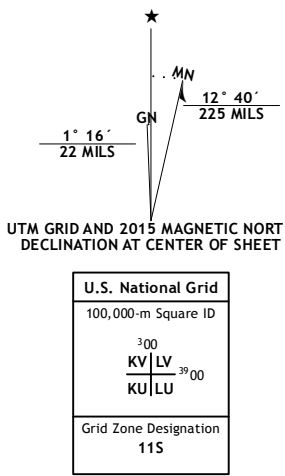 ★
MN
GN
12° 40´
225 MILS
1° 16´
22 MILS
UTM GRID AND 2015 MAGNETIC NORT
DECLINATION AT CENTER OF SHEET
U.S. National Grid
100,000-m Square ID
300
KV LV
3900
KU LU
Grid Zone Designation
11S